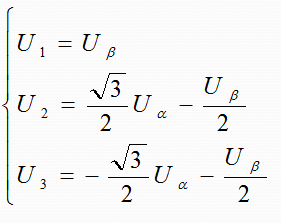 U₁ = U_β
U₂ = √3/2 U_α − U_β/2
U₃ = −√3/2 U_α − U_β/2